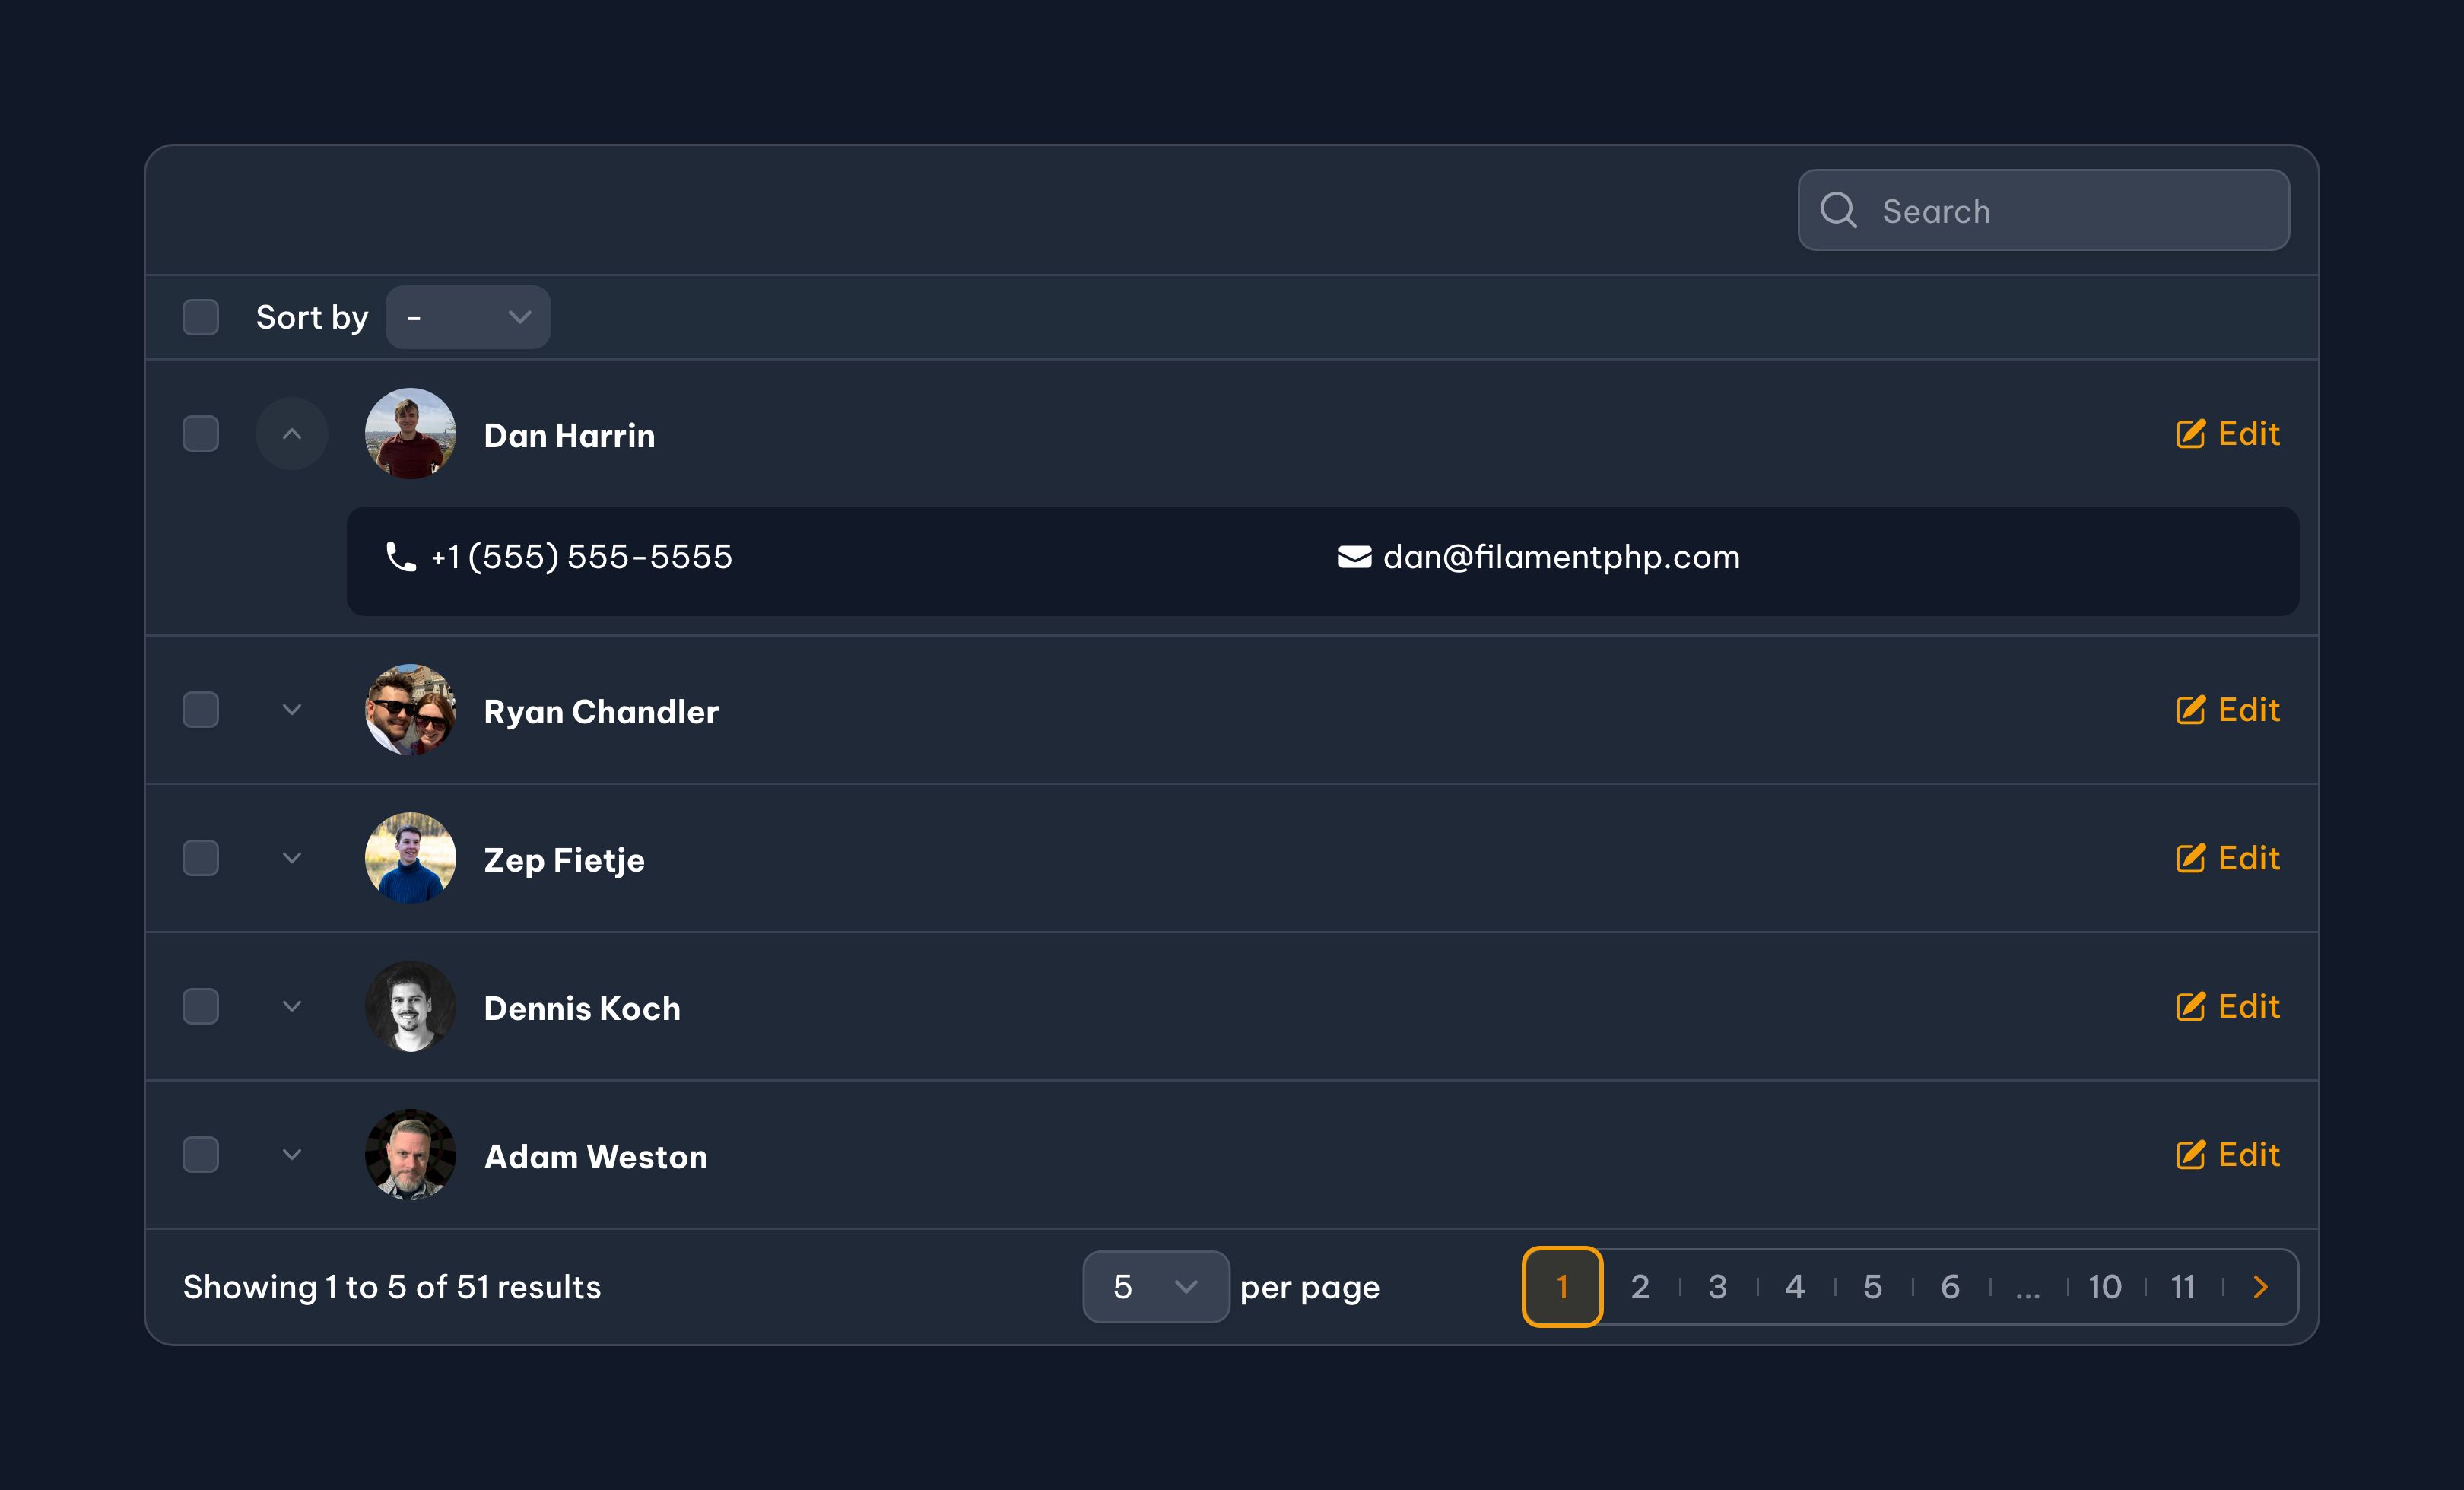 Search
Sort by -
Dan Harrin Edit
+1 (555) 555-5555 dan@filamentphp.com
Ryan Chandler Edit
Zep Fietje Edit
Dennis Koch Edit
Adam Weston Edit
Showing 1 to 5 of 51 results 5 per page 1 2 3 4 5 6 ... 10 11